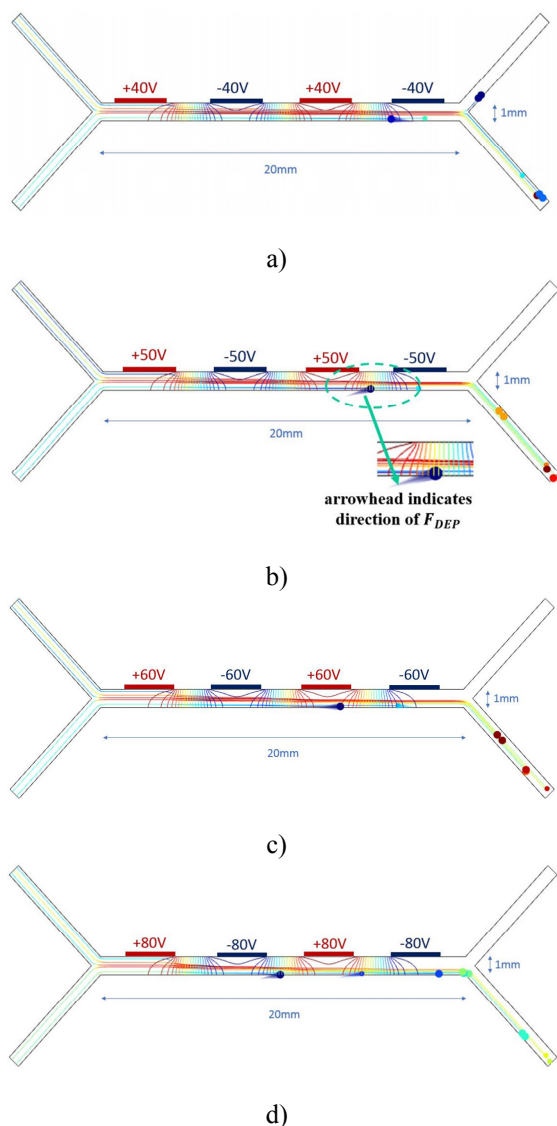 +40V -40V +40V -40V
1mm
20mm
a)
+50V -50V +50V -50V
1mm
20mm
arrowhead indicates
direction of F_DEP
b)
+60V -60V +60V -60V
1mm
20mm
c)
+80V -80V +80V -80V
1mm
20mm
d)